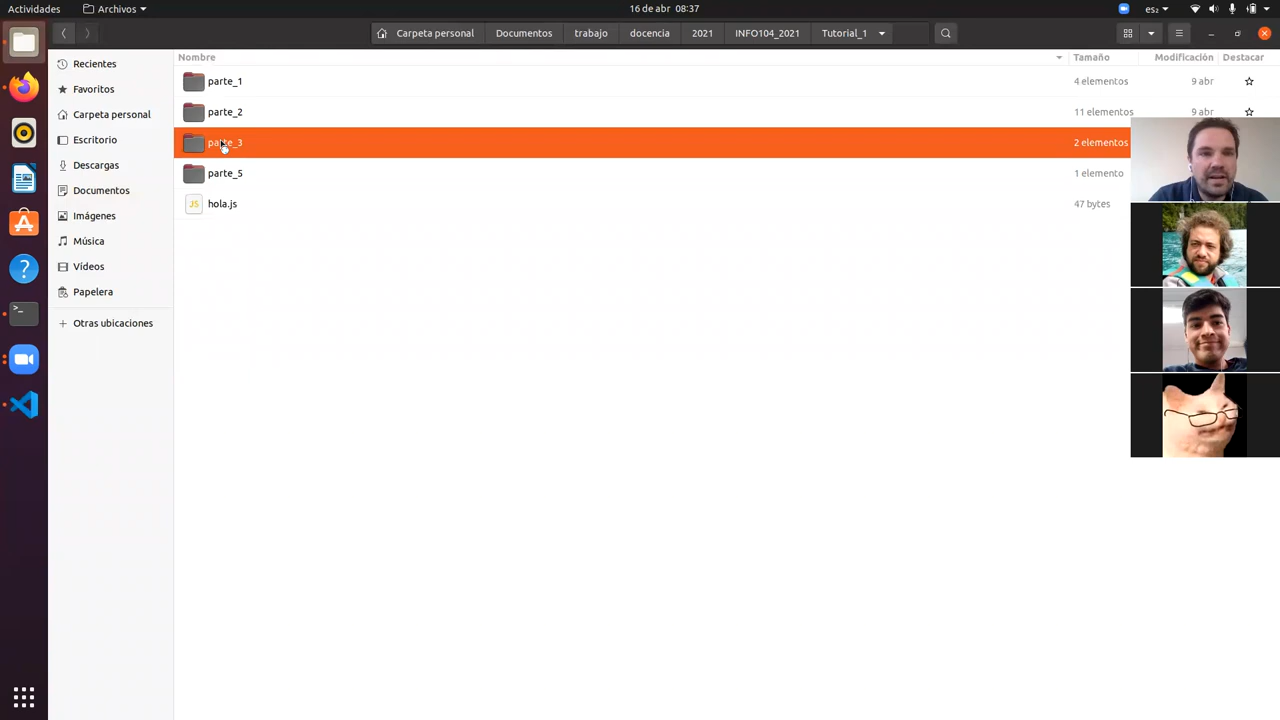 Actividades Archivos 16 de abr 08:37 es₂
Carpeta personal Documentos trabajo docencia 2021 INFO104_2021 Tutorial_1
Nombre Tamaño Modificación Destacar
Recientes
Favoritos
Carpeta personal
Escritorio
Descargas
Documentos
Imágenes
Música
Vídeos
Papelera
Otras ubicaciones
parte_1 4 elementos 9 abr
parte_2 11 elementos 9 abr
parte_3 2 elementos
parte_5 1 elemento
JS hola.js 47 bytes